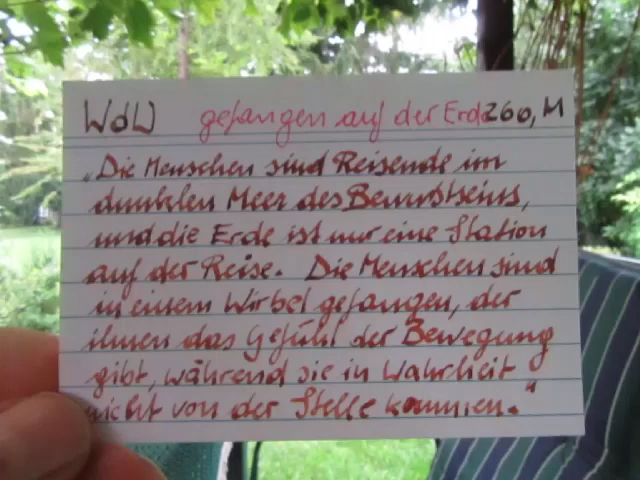 WdW gefangen auf der Erde 260, M
„Die Menschen sind Reisende im
dunklen Meer des Bewußtseins,
und die Erde ist nur eine Station
auf der Reise. Die Menschen sind
in einem Wirbel gefangen, der
ihnen das Gefühl der Bewegung
gibt, während sie in Wahrheit
nicht von der Stelle kommen."